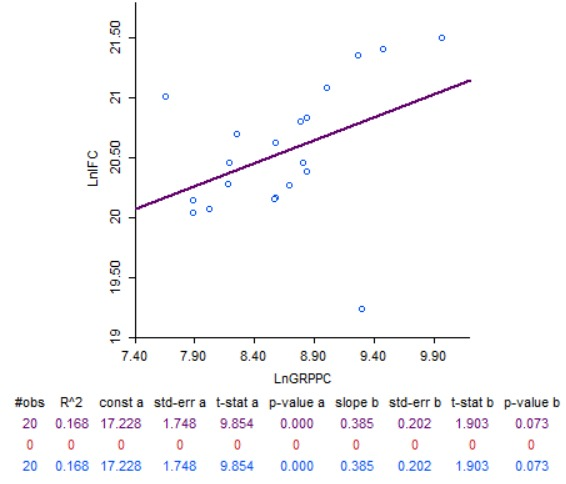 21.50
21
20.50
20
19.50
19
LnIFC
7.40 7.90 8.40 8.90 9.40 9.90
LnGRPPC
#obs R^2 const a std-err a t-stat a p-value a slope b std-err b t-stat b p-value b
20 0.168 17.228 1.748 9.854 0.000 0.385 0.202 1.903 0.073
0 0 0 0 0 0 0 0 0 0
20 0.168 17.228 1.748 9.854 0.000 0.385 0.202 1.903 0.073